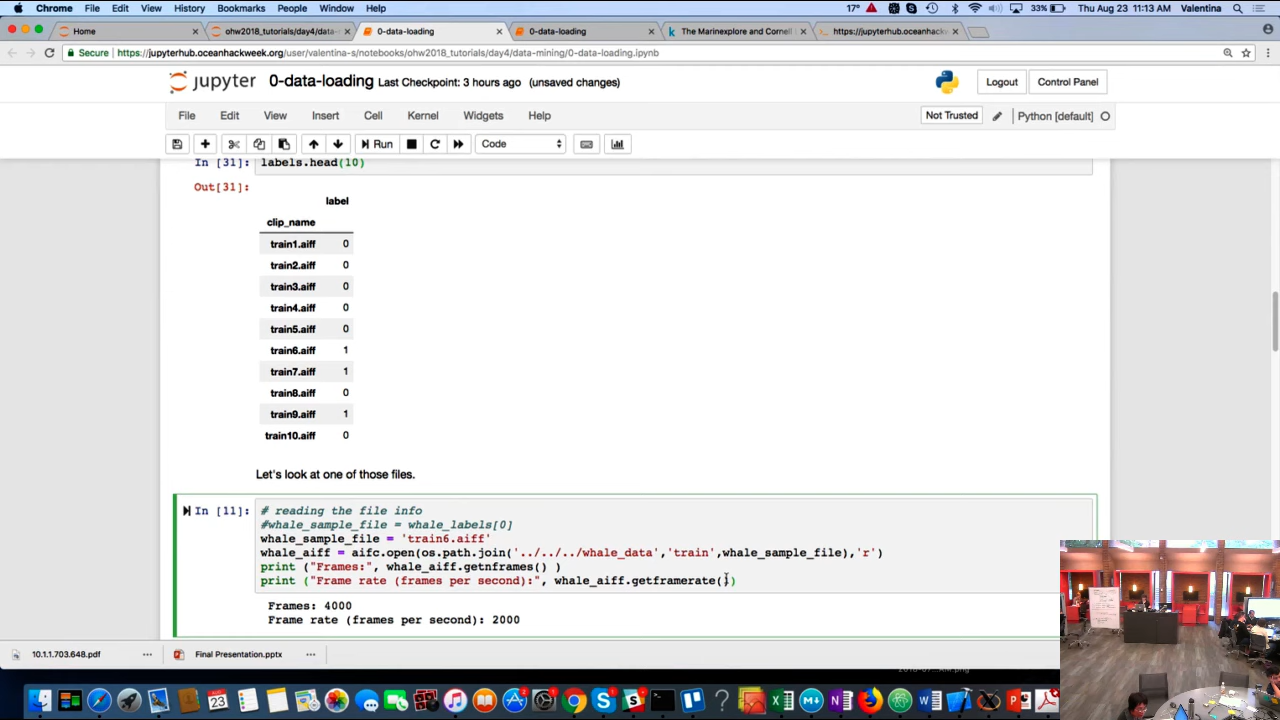 Chrome File Edit View History Bookmarks People Window Help 17° 33% Thu Aug 23 11:13 AM Valentina
Home ohw2018_tutorials/day4/data- 0-data-loading 0-data-loading The Marinexplore and Cornell https://jupyterhub.oceanhackwe
Secure https://jupyterhub.oceanhackweek.org/user/valentina-s/notebooks/ohw2018_tutorials/day4/data-mining/0-data-loading.ipynb
jupyter 0-data-loading Last Checkpoint: 3 hours ago (unsaved changes) Logout Control Panel
File Edit View Insert Cell Kernel Widgets Help Not Trusted Python [default]
Run Code
In [31]: labels.head(10)
Out[31]:
label
clip_name
train1.aiff 0
train2.aiff 0
train3.aiff 0
train4.aiff 0
train5.aiff 0
train6.aiff 1
train7.aiff 1
train8.aiff 0
train9.aiff 1
train10.aiff 0
Let's look at one of those files.
In [11]: # reading the file info
#whale_sample_file = whale_labels[0]
whale_sample_file = 'train6.aiff'
whale_aiff = aifc.open(os.path.join('../../../whale_data','train',whale_sample_file),'r')
print ("Frames:", whale_aiff.getnframes() )
print ("Frame rate (frames per second):", whale_aiff.getframerate())
Frames: 4000
Frame rate (frames per second): 2000
10.1.1.703.648.pdf Final Presentation.pptx